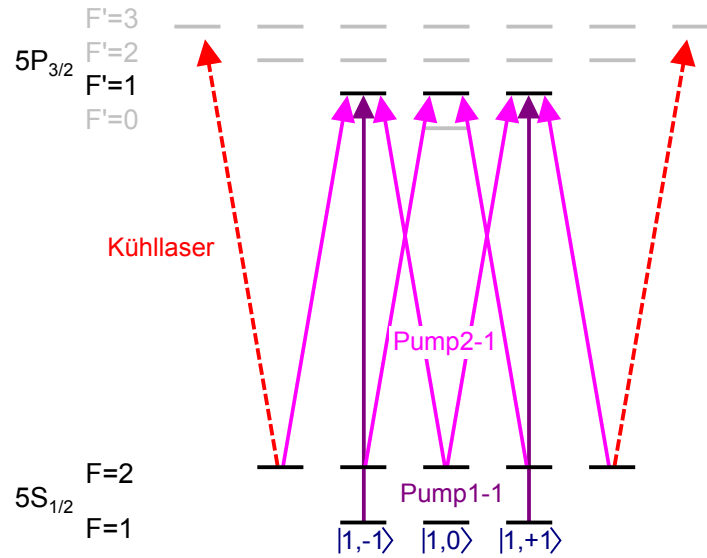 F'=3
F'=2
5P3/2
F'=1
F'=0
Kühllaser
Pump2-1
F=2
Pump1-1
5S1/2
F=1
|1,-1⟩
|1,0⟩
|1,+1⟩